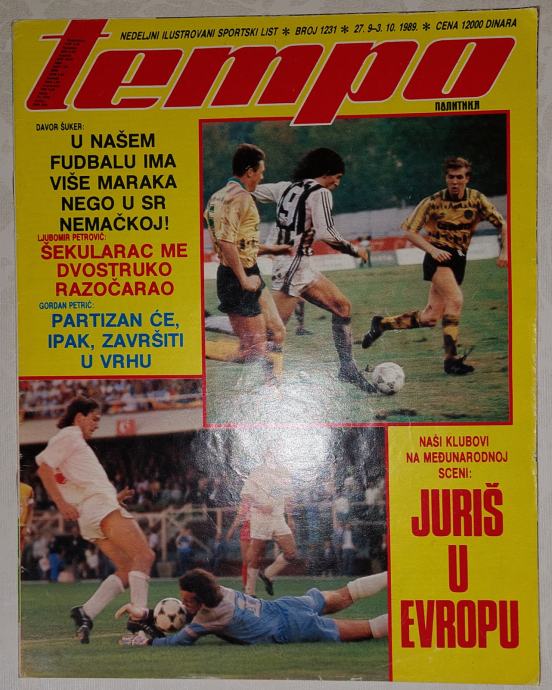 NEDELJNI ILUSTROVANI SPORTSKI LIST * BROJ 1231 * 27. 9–3. 10. 1989. * CENA 12000 DINARA
tempo
ПОЛИТИКА
DAVOR ŠUKER:
U NAŠEM
FUDBALU IMA
VIŠE MARAKA
NEGO U SR
NEMAČKOJ!
LJUBOMIR PETROVIĆ:
ŠEKULARAC ME
DVOSTRUKO
RAZOČARAO
GORDAN PETRIĆ:
PARTIZAN ĆE,
IPAK, ZAVRŠITI
U VRHU
9
NAŠI KLUBOVI
NA MEĐUNARODNOJ
SCENI:
JURIŠ
U
EVROPU